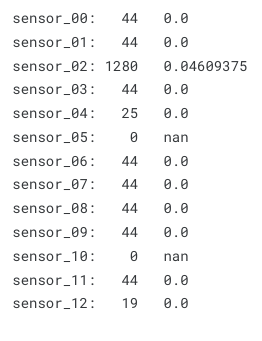 sensor_00:   44   0.0
sensor_01:   44   0.0
sensor_02: 1280   0.04609375
sensor_03:   44   0.0
sensor_04:   25   0.0
sensor_05:    0   nan
sensor_06:   44   0.0
sensor_07:   44   0.0
sensor_08:   44   0.0
sensor_09:   44   0.0
sensor_10:    0   nan
sensor_11:   44   0.0
sensor_12:   19   0.0